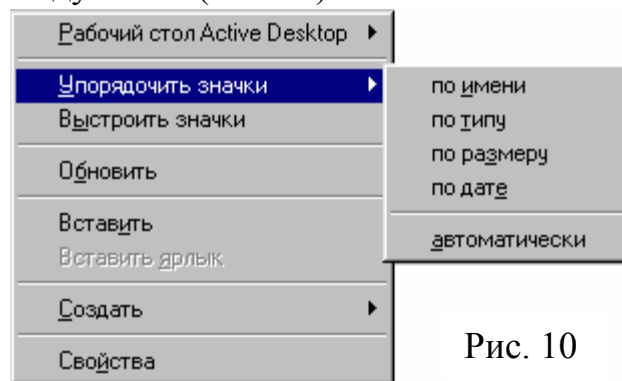 Рабочий стол Active Desktop
Упорядочить значки
Выстроить значки
Обновить
Вставить
Вставить ярлык
Создать
Свойства
по имени
по типу
по размеру
по дате
автоматически
Рис. 10